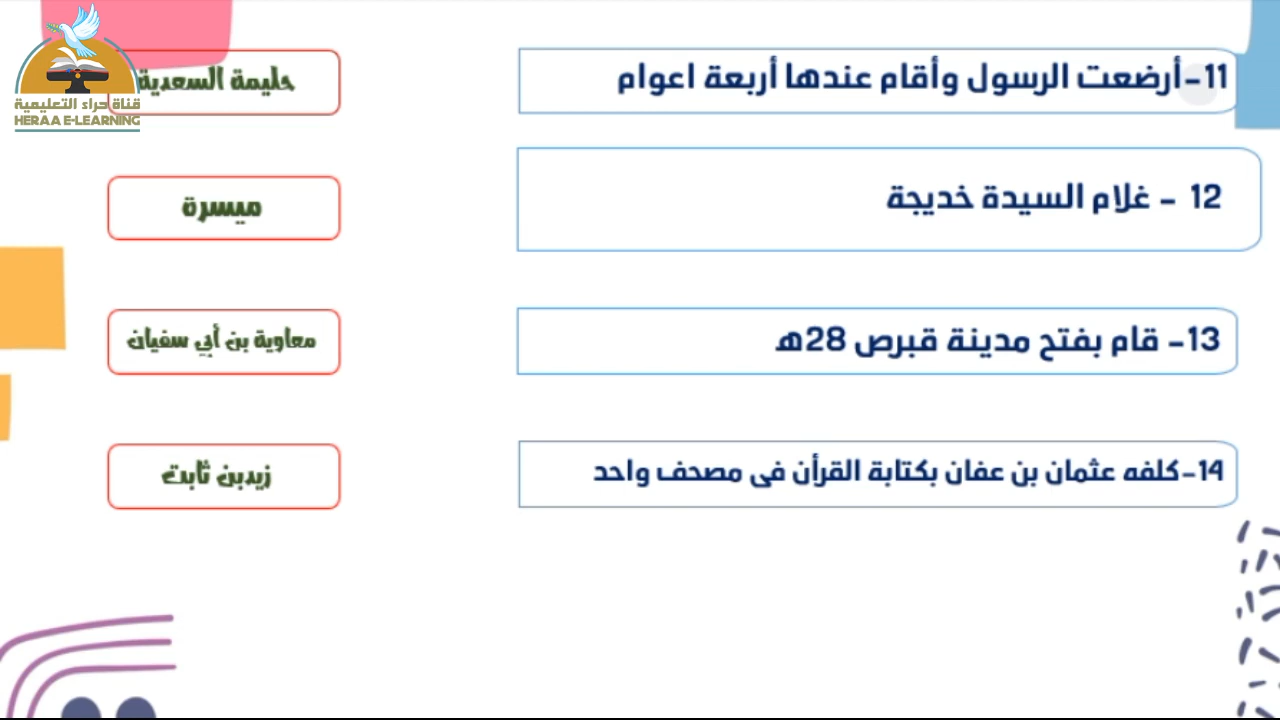 11-أرضعت الرسول وأقام عندها أربعة اعوام
حليمة السعدية
12 - غلام السيدة خديجة
ميسرة
13- قام بفتح مدينة قبرص 28ه
معاوية بن أبي سفيان
14-كلفه عثمان بن عفان بكتابة القرأن فى مصحف واحد
زيدبن ثابت
قناة حراء التعليمية
HERAA E-LEARNING